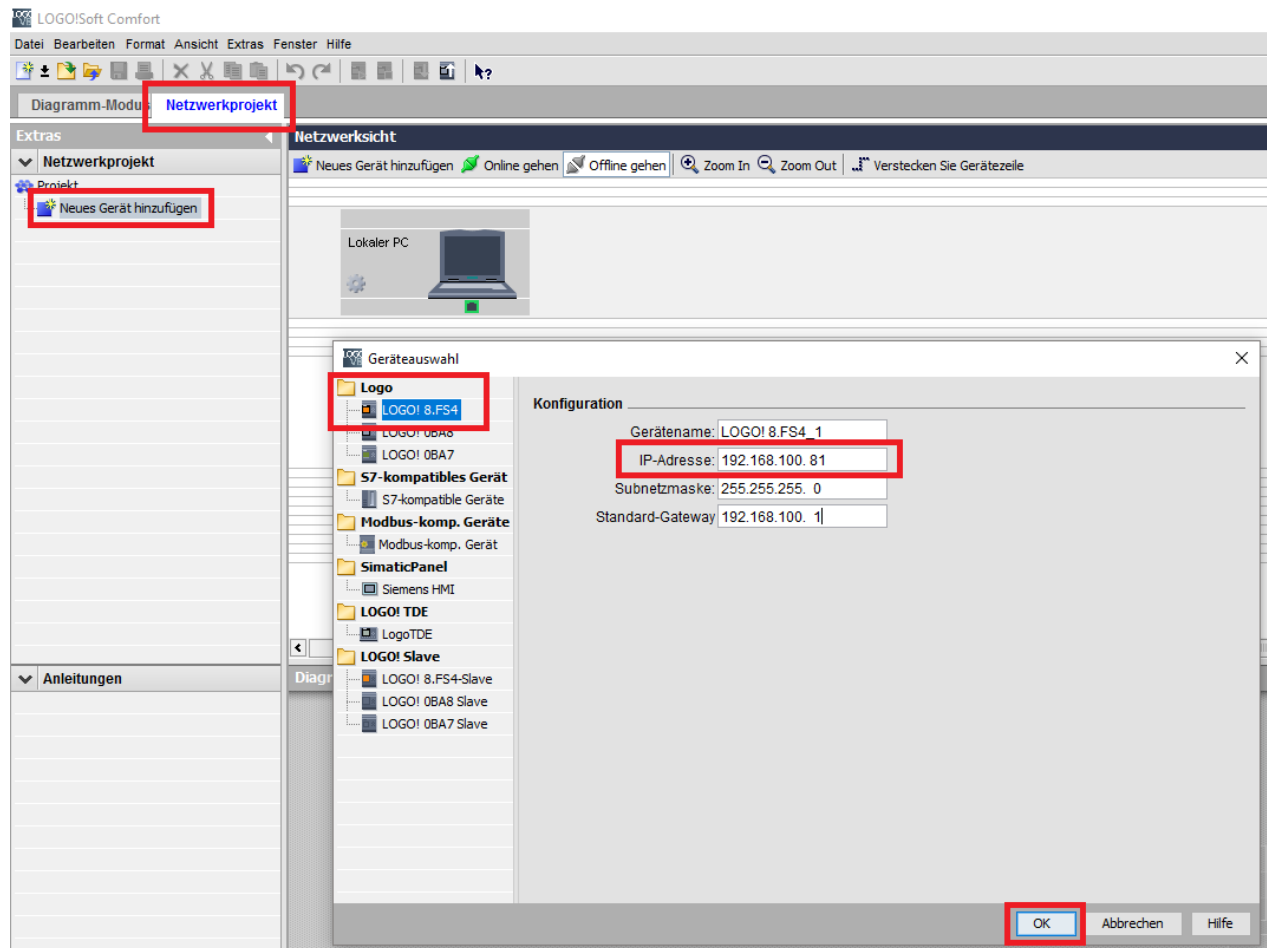 LOGO!Soft Comfort
Datei Bearbeiten Format Ansicht Extras Fenster Hilfe
Diagramm-Modus Netzwerkprojekt
Extras
Netzwerksicht
Netzwerkprojekt
Neues Gerät hinzufügen Online gehen Offline gehen Zoom In Zoom Out Verstecken Sie Gerätezeile
Projekt
Neues Gerät hinzufügen
Lokaler PC
Geräteauswahl
Logo
LOGO! 8.FS4
LOGO! 0BA8
LOGO! 0BA7
S7-kompatibles Gerät
S7-kompatible Geräte
Modbus-komp. Geräte
Modbus-komp. Gerät
SimaticPanel
Siemens HMI
LOGO! TDE
LogoTDE
LOGO! Slave
LOGO! 8.FS4-Slave
LOGO! 0BA8 Slave
LOGO! 0BA7 Slave
Konfiguration
Gerätename: LOGO! 8.FS4_1
IP-Adresse: 192.168.100. 81
Subnetzmaske: 255.255.255. 0
Standard-Gateway 192.168.100. 1
Anleitungen
Diagr
OK Abbrechen Hilfe